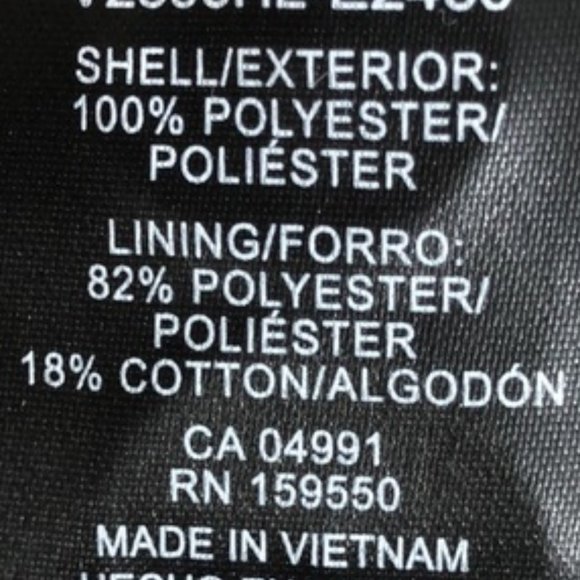 SHELL/EXTERIOR:
100% POLYESTER/
POLIÉSTER
LINING/FORRO:
82% POLYESTER/
POLIÉSTER
18% COTTON/ALGODÓN
CA 04991
RN 159550
MADE IN VIETNAM
HECHO